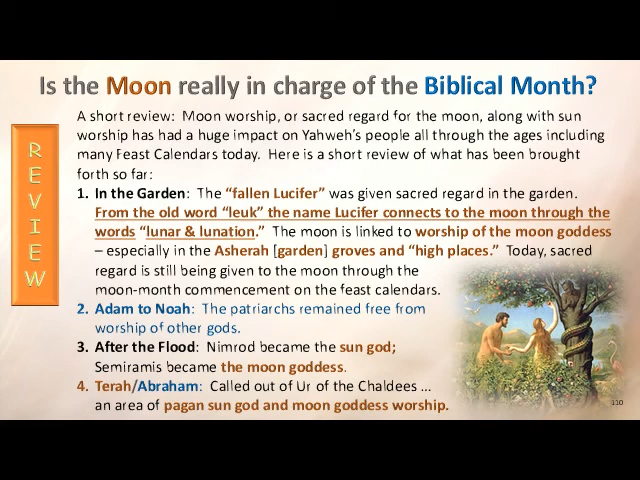 Is the Moon really in charge of the Biblical Month?
REVIEW
A short review: Moon worship, or sacred regard for the moon, along with sun
worship has had a huge impact on Yahweh's people all through the ages including
many Feast Calendars today. Here is a short review of what has been brought
forth so far:
1. In the Garden: The “fallen Lucifer” was given sacred regard in the garden.
From the old word “leuk” the name Lucifer connects to the moon through the
words “lunar & lunation.” The moon is linked to worship of the moon goddess
– especially in the Asherah [garden] groves and “high places.” Today, sacred
regard is still being given to the moon through the
moon-month commencement on the feast calendars.
2. Adam to Noah: The patriarchs remained free from
worship of other gods.
3. After the Flood: Nimrod became the sun god;
Semiramis became the moon goddess.
4. Terah/Abraham: Called out of Ur of the Chaldees ...
an area of pagan sun god and moon goddess worship.
110